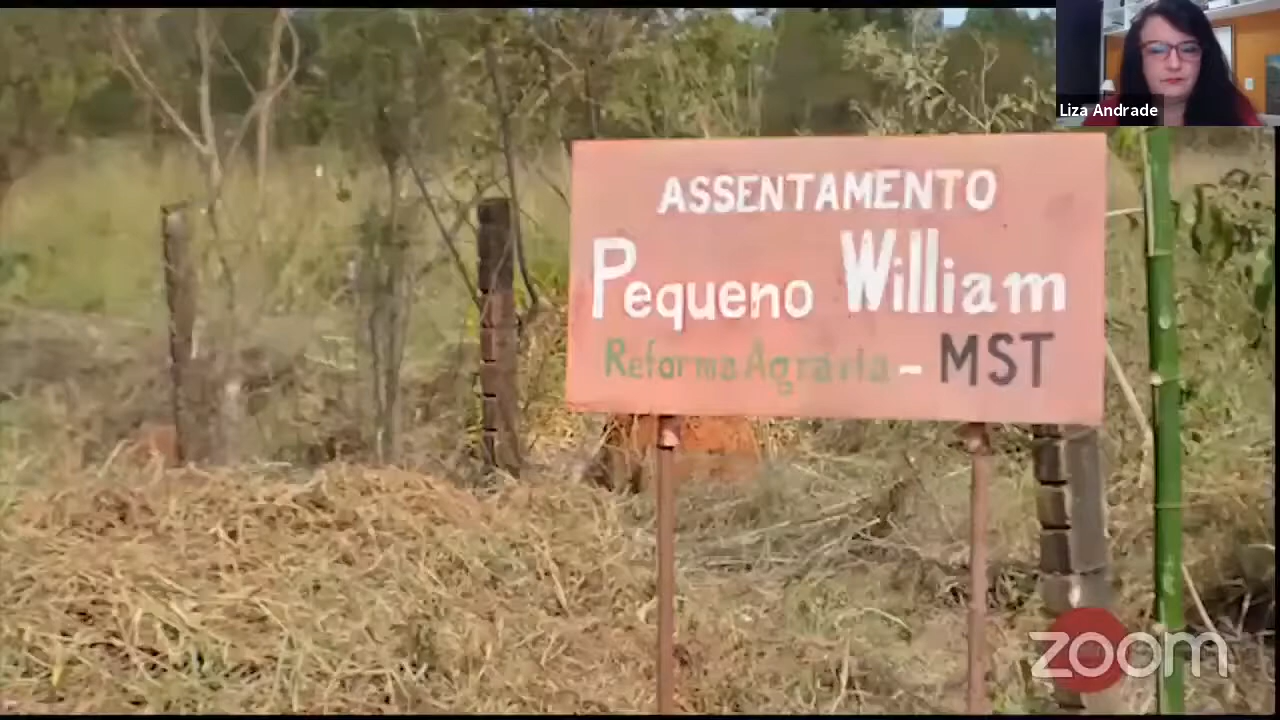 Liza Andrade
ASSENTAMENTO
Pequeno William
Reforma Agrária - MST
zoom